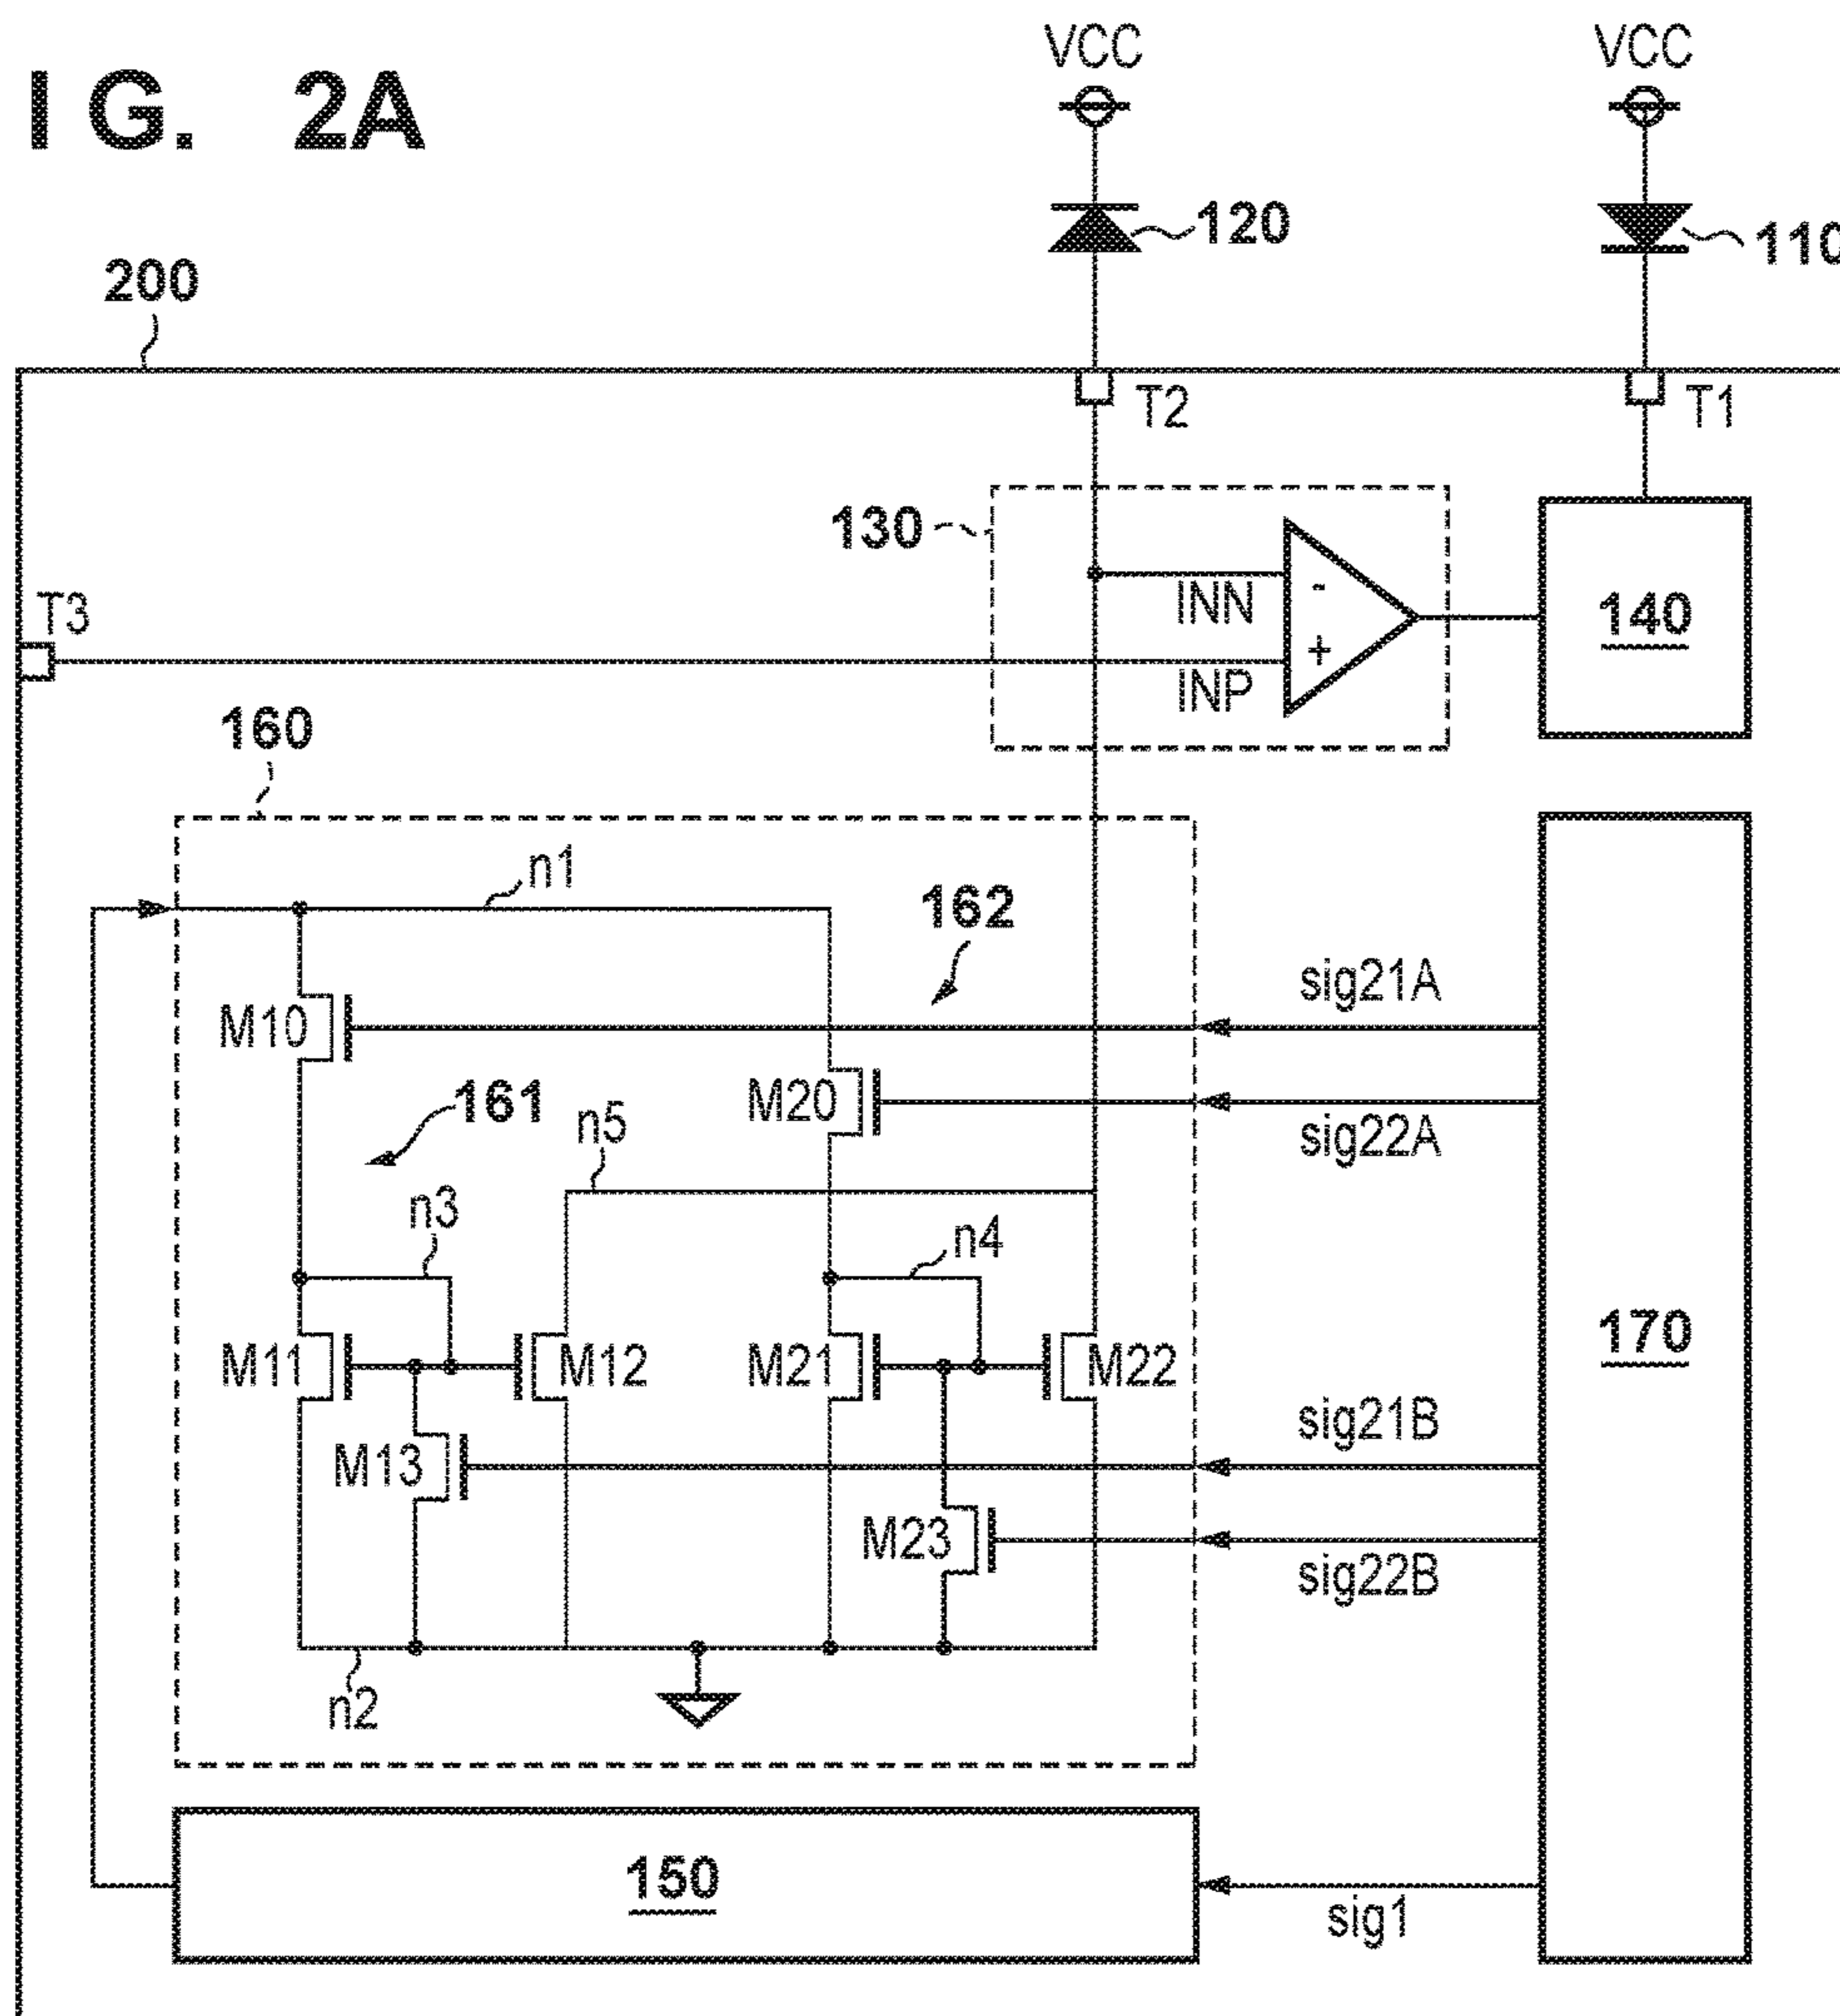 I G. 2A
VCC
VCC
120
110
200
T2
T1
130
INN
-
140
T3
+
INP
160
n1
162
sig21A
M10
161
n5
M20
sig22A
n3
n4
M11
M12
M21
M22
170
sig21B
M13
M23
sig22B
n2
150
sig1